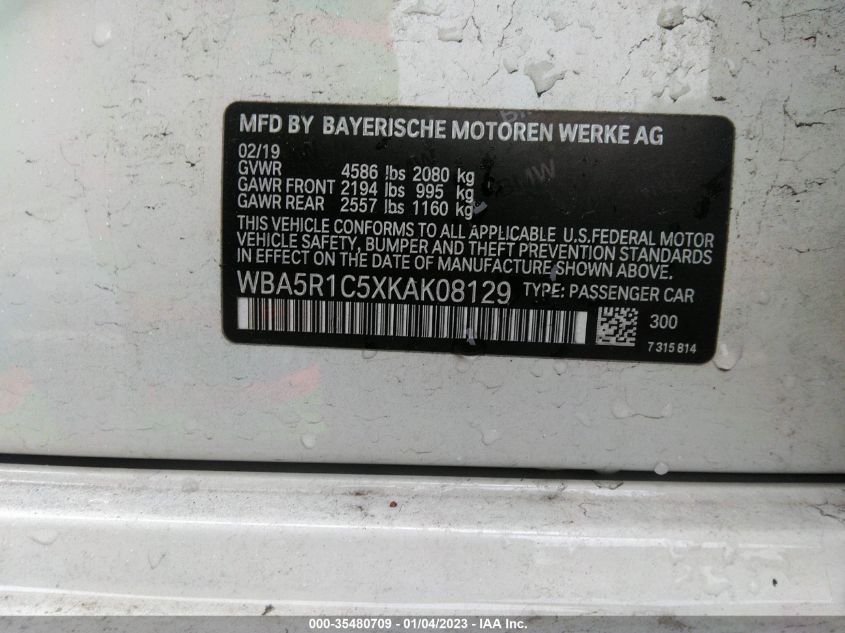 MFD BY BAYERISCHE MOTOREN WERKE AG
02/19
GVWR 4586 lbs 2080 kg
GAWR FRONT 2194 lbs 995 kg
GAWR REAR 2557 lbs 1160 kg
THIS VEHICLE CONFORMS TO ALL APPLICABLE U.S.FEDERAL MOTOR
VEHICLE SAFETY, BUMPER AND THEFT PREVENTION STANDARDS
IN EFFECT ON THE DATE OF MANUFACTURE SHOWN ABOVE.
WBA5R1C5XKAK08129 TYPE: PASSENGER CAR
300
7 315 814
000-35480709 - 01/04/2023 - IAA Inc.